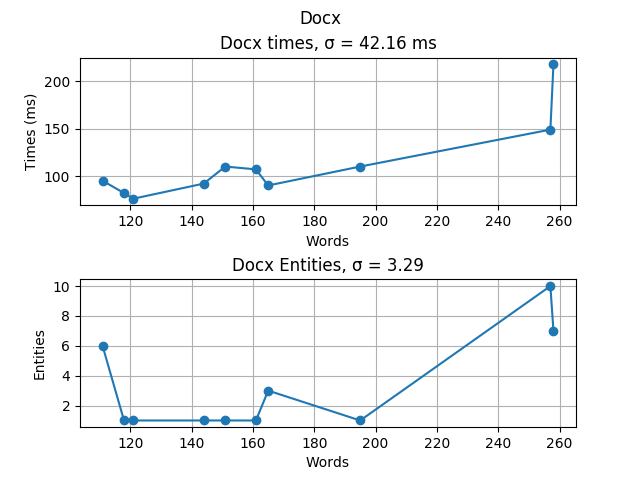 Docx
Docx times, σ = 42.16 ms
200
150
100
Times (ms)
120 140 160 180 200 220 240 260
Words
Docx Entities, σ = 3.29
10
8
6
4
2
Entities
120 140 160 180 200 220 240 260
Words